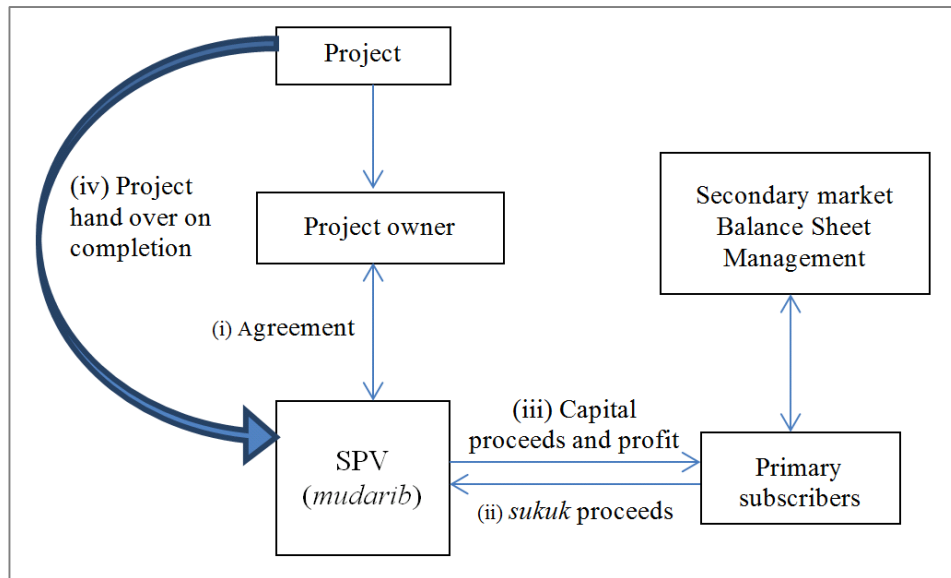 Project
(iv) Project
hand over on
completion
Project owner
Secondary market
Balance Sheet
Management
(i) Agreement
SPV
(mudarib)
(iii) Capital
proceeds and profit
(ii) sukuk proceeds
Primary
subscribers